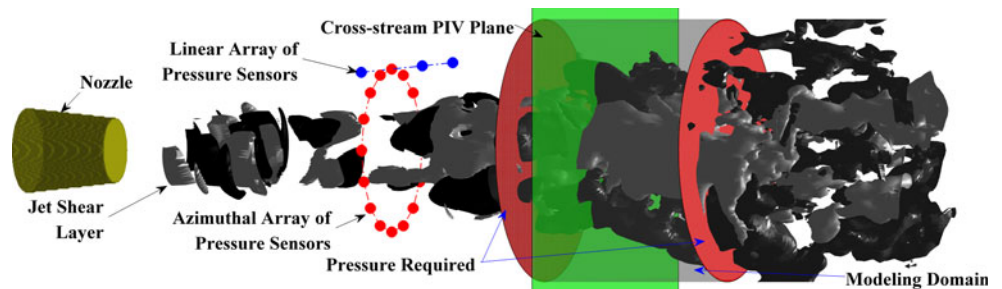 Cross-stream PIV Plane
Linear Array of
Pressure Sensors
Nozzle
Jet Shear
Layer
Azimuthal Array of
Pressure Sensors
Pressure Required
Modeling Domain